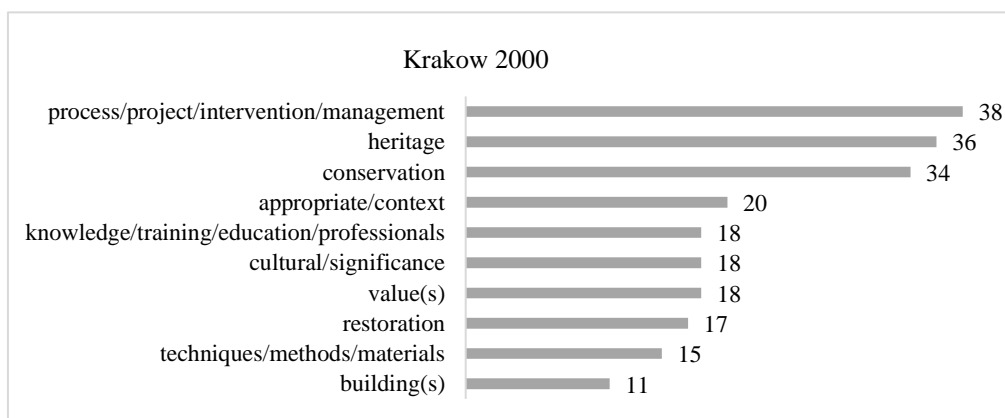 Krakow 2000
process/project/intervention/management 38
heritage 36
conservation 34
appropriate/context 20
knowledge/training/education/professionals 18
cultural/significance 18
value(s) 18
restoration 17
techniques/methods/materials 15
building(s) 11